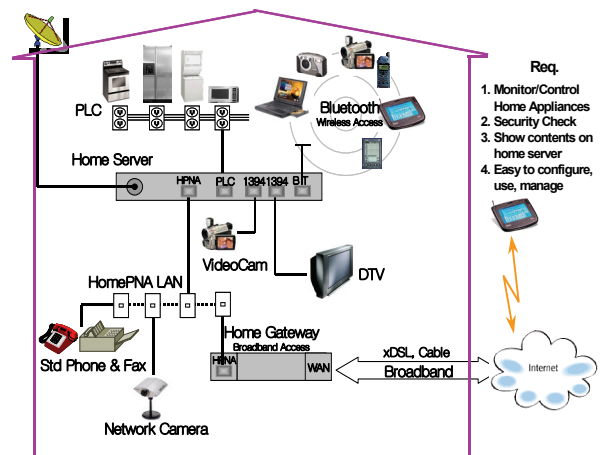 Req.
1. Monitor/Control
Home Appliances
2. Security Check
3. Show contents on
home server
4. Easy to configure,
use, manage
PLC
Bluetooth
Wireless Access
Home Server
HPNA
PLC
1394
1394
B/T
VideoCam
DTV
HomePNA LAN
Std Phone & Fax
Home Gateway
Broadband Access
HPNA
WAN
xDSL, Cable
Broadband
Internet
Network Camera